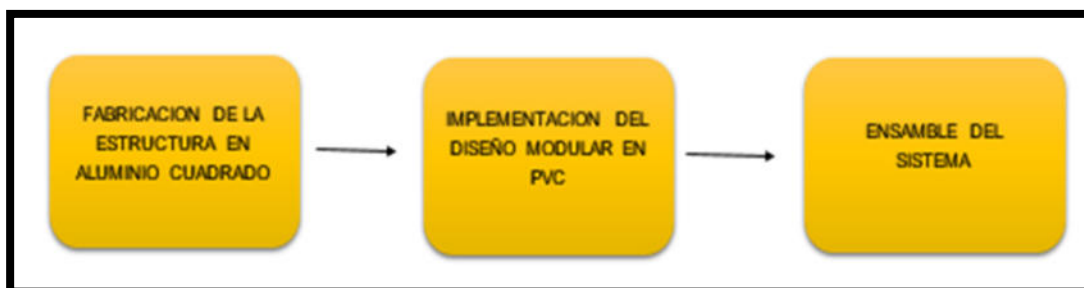 FABRICACION DE LA
ESTRUCTURA EN
ALUMINIO CUADRADO
IMPLEMENTACION DEL
DISEÑO MODULAR EN
PVC
ENSAMBLE DEL
SISTEMA